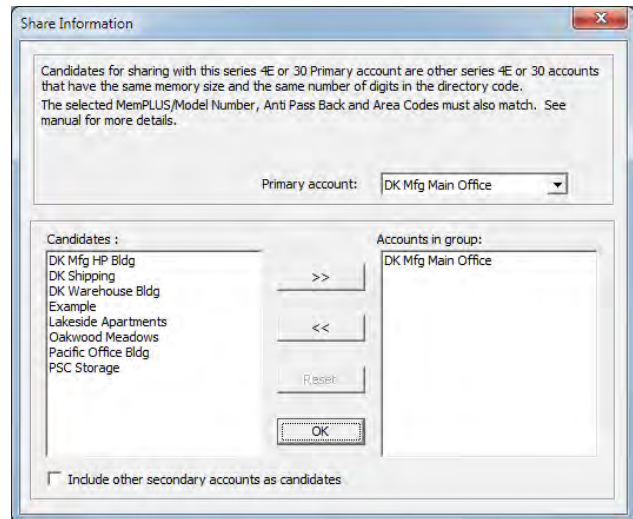 Share Information
Candidates for sharing with this series 4E or 30 Primary account are other series 4E or 30 accounts
that have the same memory size and the same number of digits in the directory code.
The selected MemPLUS/Model Number, Anti Pass Back and Area Codes must also match. See
manual for more details.
Primary account: DK Mfg Main Office
Candidates :
DK Mfg HP Bldg
DK Shipping
DK Warehouse Bldg
Example
Lakeside Apartments
Oakwood Meadows
Pacific Office Bldg
PSC Storage
>>
<<
Reset
OK
Accounts in group:
DK Mfg Main Office
Include other secondary accounts as candidates